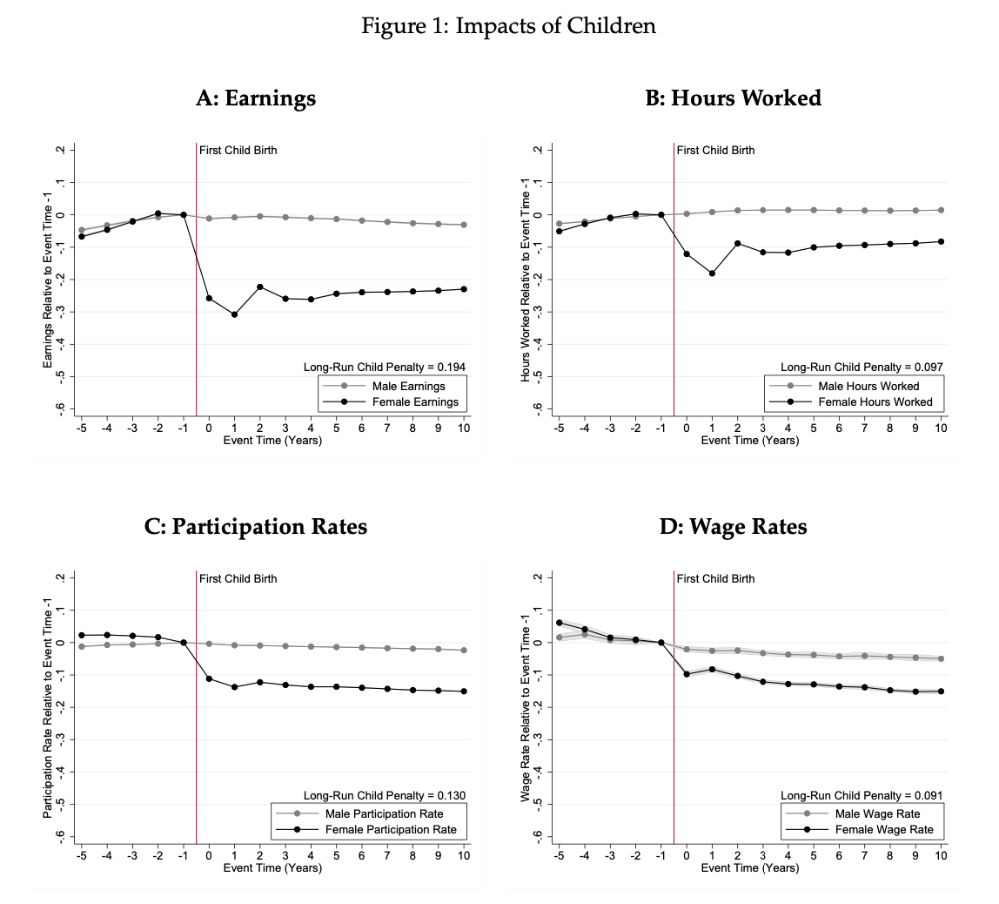 Figure 1: Impacts of Children
A: Earnings
Earnings Relative to Event Time -1
.2
.1
0
-.1
-.2
-.3
-.4
-.5
-.6
First Child Birth
Long-Run Child Penalty = 0.194
Male Earnings
Female Earnings
-5 -4 -3 -2 -1 0 1 2 3 4 5 6 7 8 9 10
Event Time (Years)
B: Hours Worked
Hours Worked Relative to Event Time -1
.2
.1
0
-.1
-.2
-.3
-.4
-.5
-.6
First Child Birth
Long-Run Child Penalty = 0.097
Male Hours Worked
Female Hours Worked
-5 -4 -3 -2 -1 0 1 2 3 4 5 6 7 8 9 10
Event Time (Years)
C: Participation Rates
Participation Rate Relative to Event Time -1
.2
.1
0
-.1
-.2
-.3
-.4
-.5
-.6
First Child Birth
Long-Run Child Penalty = 0.130
Male Participation Rate
Female Participation Rate
-5 -4 -3 -2 -1 0 1 2 3 4 5 6 7 8 9 10
Event Time (Years)
D: Wage Rates
Wage Rate Relative to Event Time -1
.2
.1
0
-.1
-.2
-.3
-.4
-.5
-.6
First Child Birth
Long-Run Child Penalty = 0.091
Male Wage Rate
Female Wage Rate
-5 -4 -3 -2 -1 0 1 2 3 4 5 6 7 8 9 10
Event Time (Years)